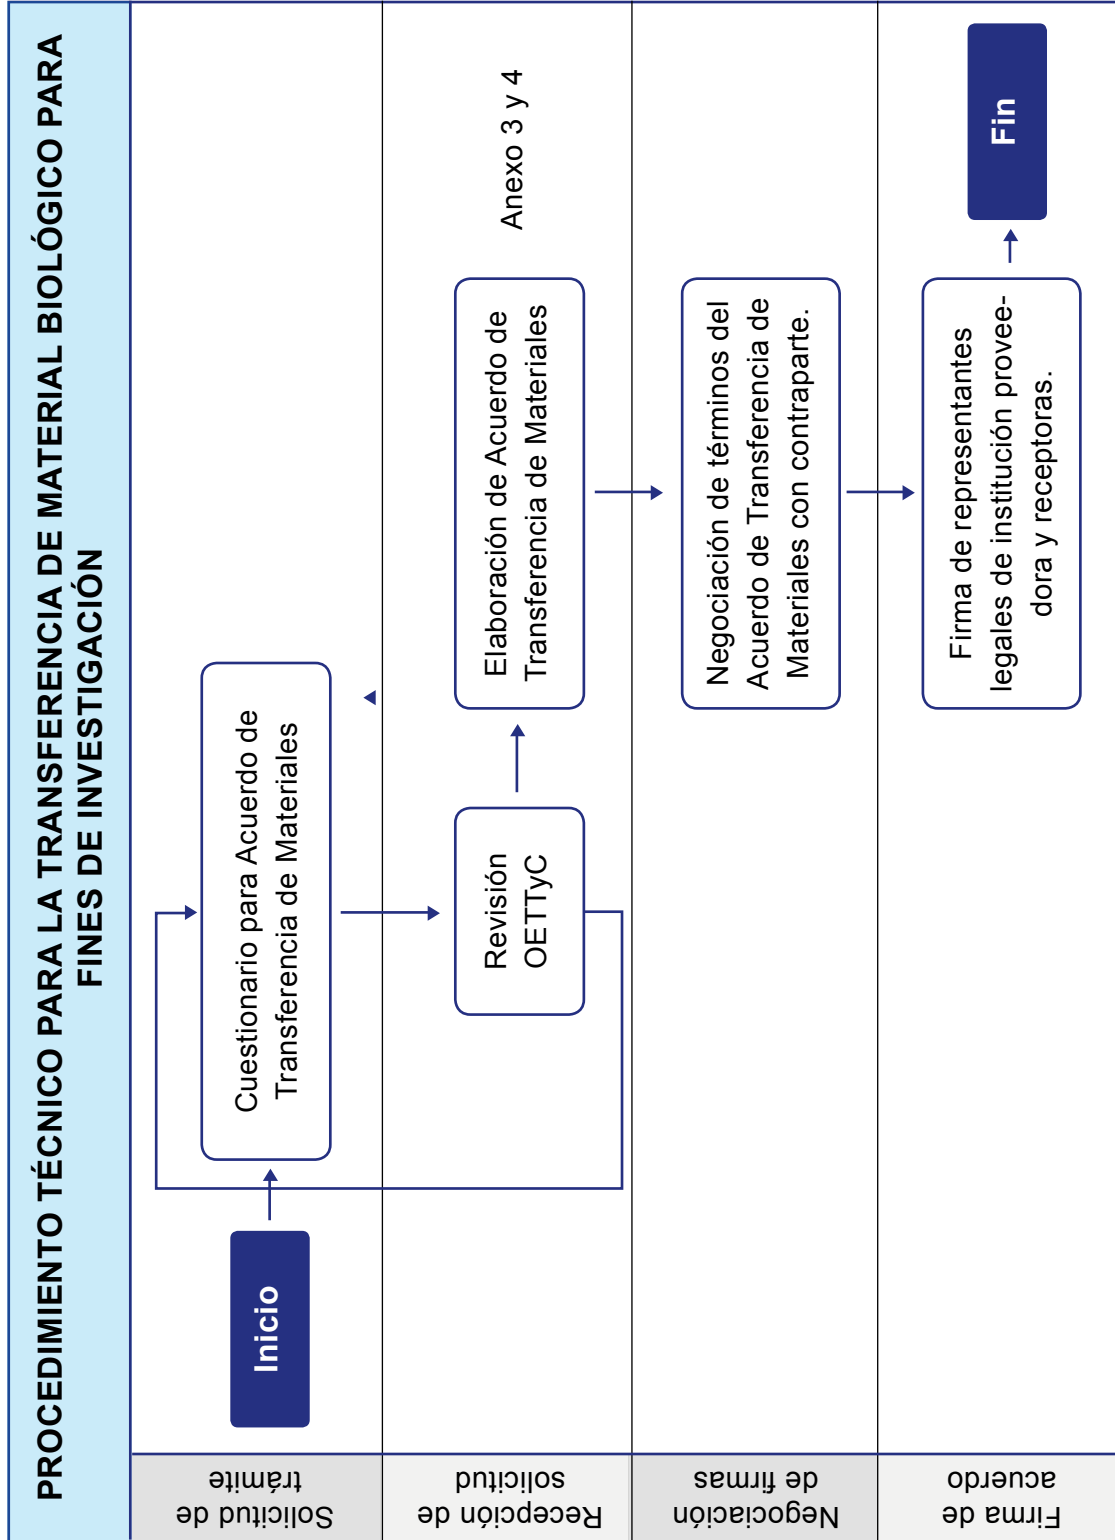 PROCEDIMIENTO TÉCNICO PARA LA TRANSFERENCIA DE MATERIAL BIOLÓGICO PARA
FINES DE INVESTIGACIÓN
Solicitud de
trámite
Inicio
Cuestionario para Acuerdo de
Transferencia de Materiales
Recepción de
solicitud
Revisión
OETTyC
Elaboración de Acuerdo de
Transferencia de Materiales
Anexo 3 y 4
Negociación
de firmas
Negociación de términos del
Acuerdo de Transferencia de
Materiales con contraparte.
Firma de
acuerdo
Firma de representantes
legales de institución provee-
dora y receptoras.
Fin